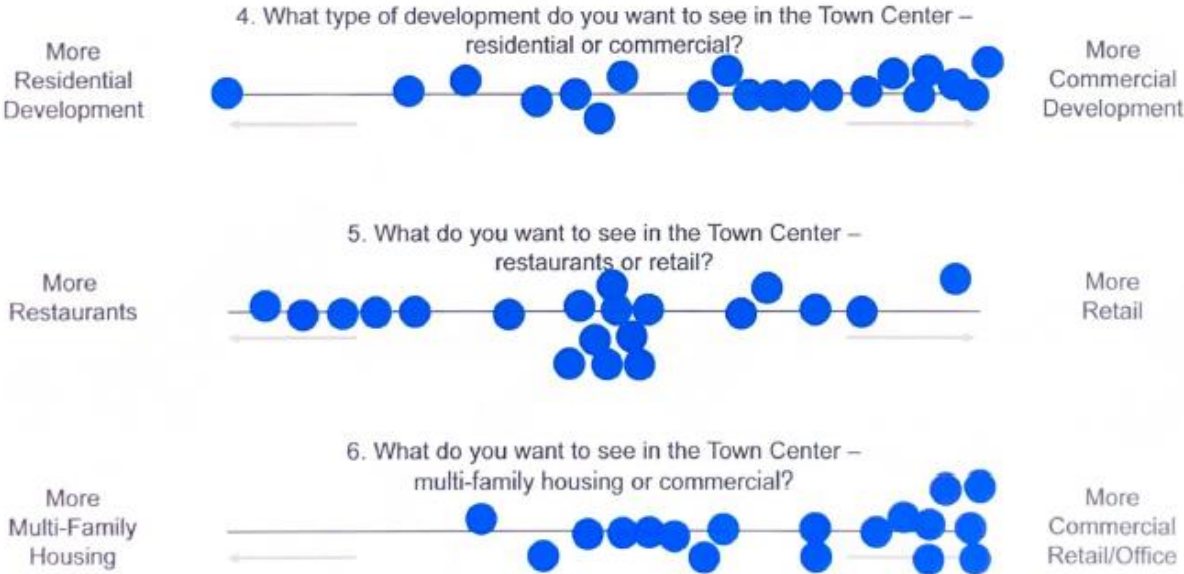 4. What type of development do you want to see in the Town Center –
residential or commercial?
More
Residential
Development
More
Commercial
Development
5. What do you want to see in the Town Center –
restaurants or retail?
More
Restaurants
More
Retail
6. What do you want to see in the Town Center –
multi-family housing or commercial?
More
Multi-Family
Housing
More
Commercial
Retail/Office